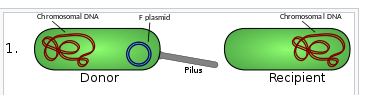 Chromosomal DNA F plasmid Chromosomal DNA
1.
Pilus
Donor Recipient